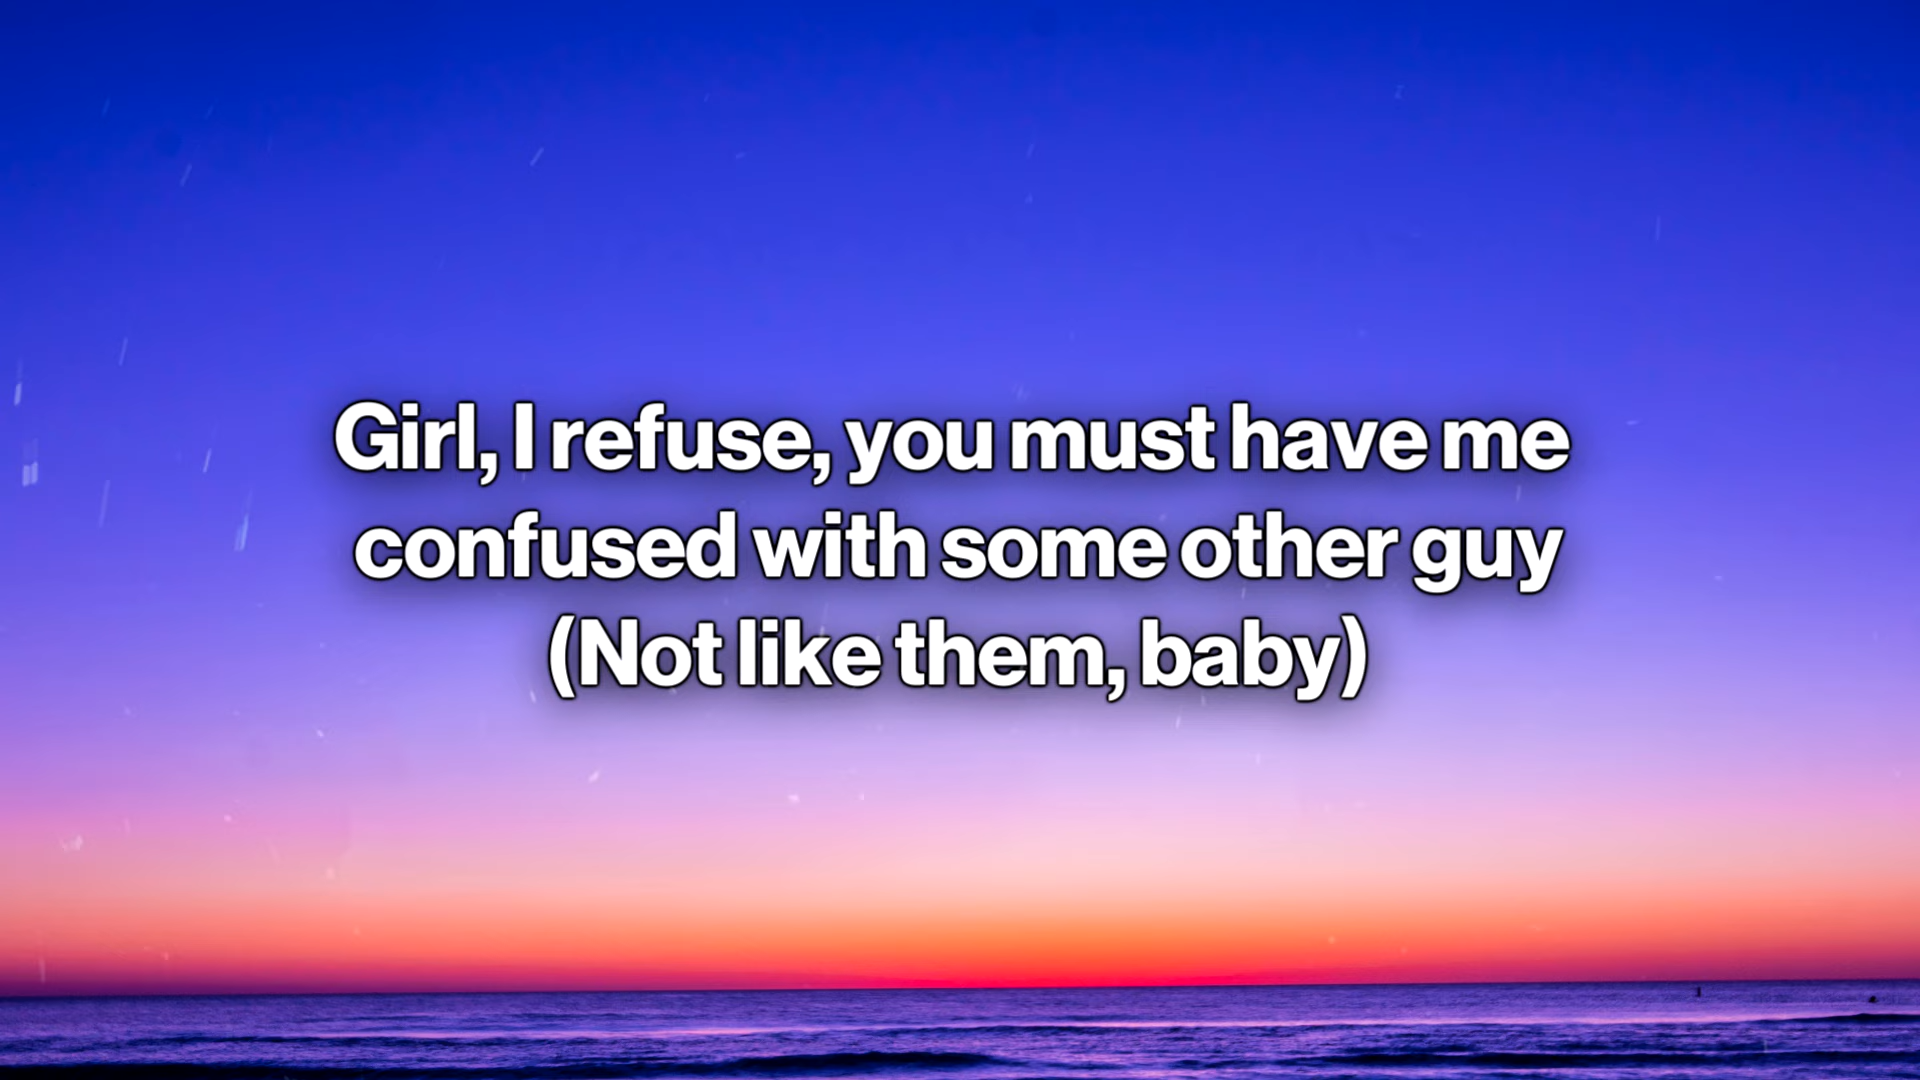 Girl, I refuse, you must have me
confused with some other guy
(Not like them, baby)